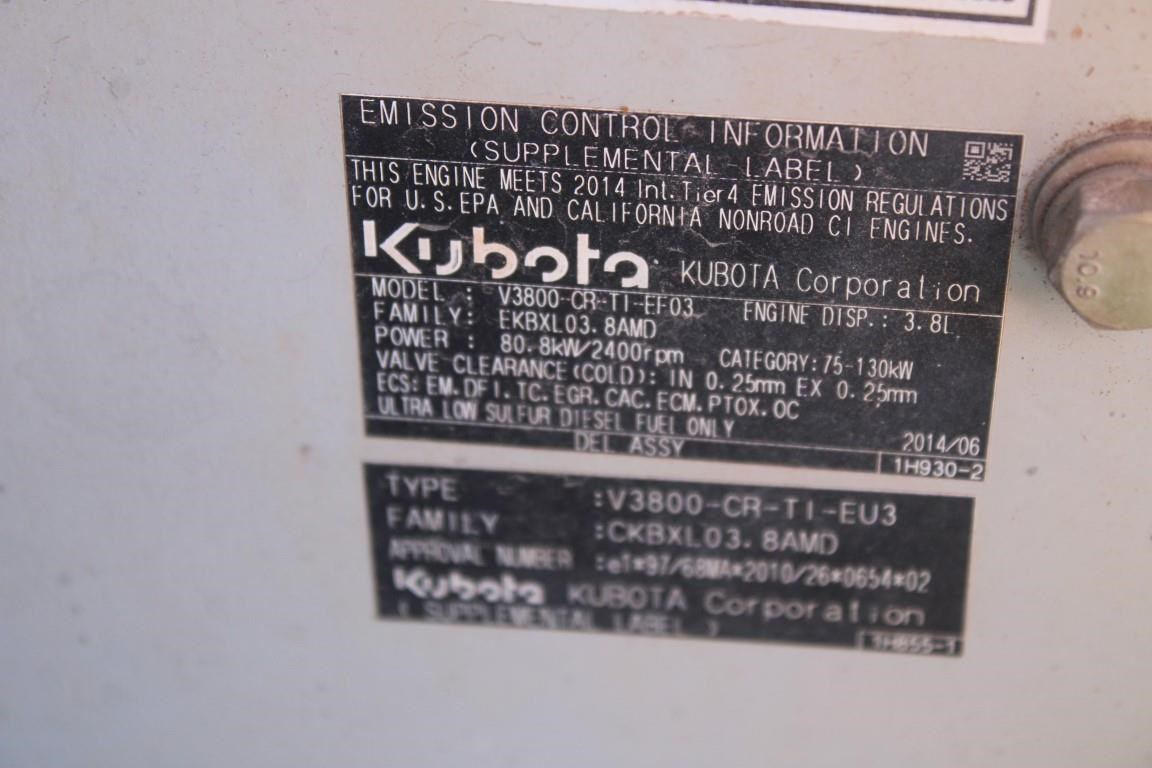 EMISSION CONTROL INFORMATION
(SUPPLEMENTAL LABEL)
THIS ENGINE MEETS 2014 Int. Tier4 EMISSION REGULATIONS
FOR U.S.EPA AND CALIFORNIA NONROAD CI ENGINES.
Kubota KUBOTA Corporation
MODEL : V3800-CR-TI-EF03 ENGINE DISP.: 3.8L
FAMILY: EKBXL03.8AMD
POWER : 80.8kW/2400rpm CATEGORY:75-130kW
VALVE CLEARANCE(COLD): IN 0.25mm EX 0.25mm
ECS: EM.DFI.TC.EGR.CAC.ECM.PTOX.OC
ULTRA LOW SULFUR DIESEL FUEL ONLY
2014/06
DEL ASSY
1H930-2
TYPE :V3800-CR-TI-EU3
FAMILY :CKBXL03.8AMD
APPROVAL NUMBER :e1*97/68MA*2010/26*0654*02
Kubota KUBOTA Corporation
(SUPPLEMENTAL LABEL)
1H855-1
10.9